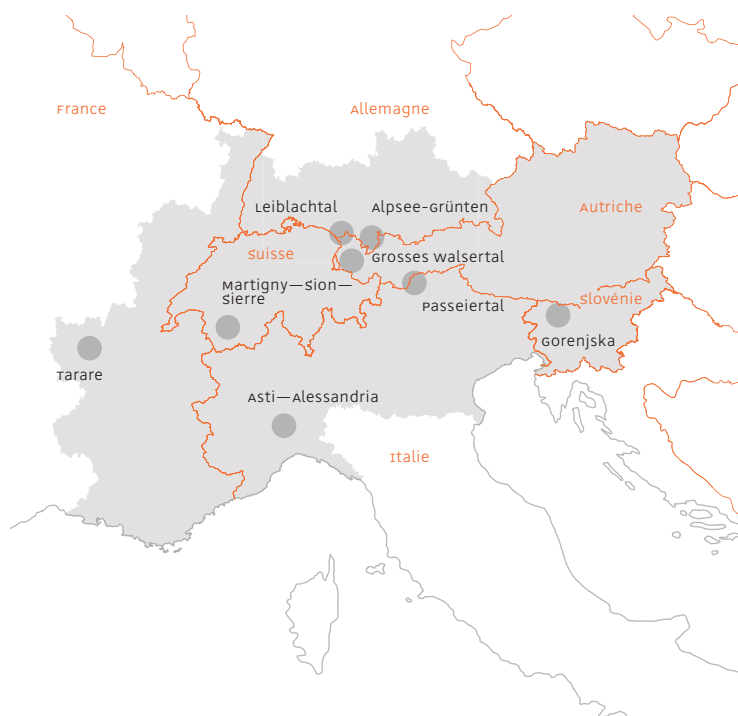 France
Allemagne
Leiblachtal
Alpsee-Grünten
Autriche
Suisse
Grosses Walsertal
Martigny—Sion—
Sierre
Passeiertal
Slovénie
Gorenjska
Tarare
Asti—Alessandria
Italie